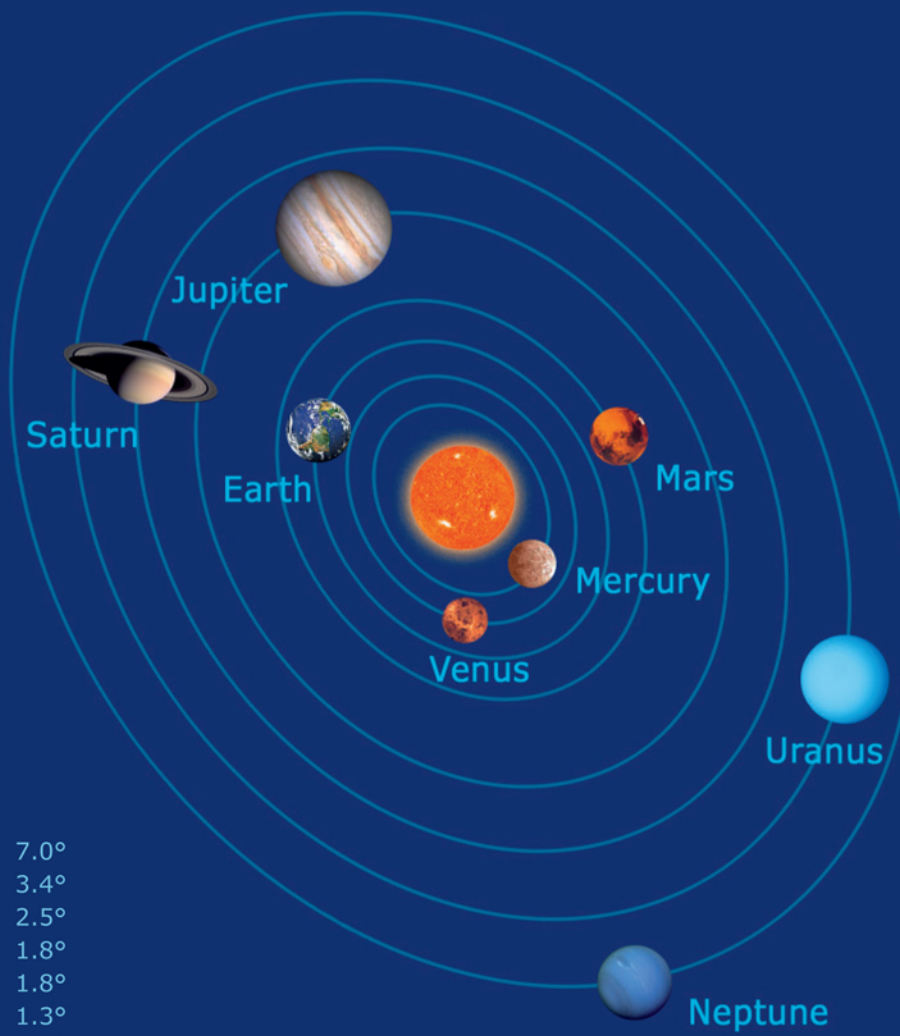 Jupiter
Saturn
Earth
Mars
Mercury
Venus
Uranus
7.0°
3.4°
2.5°
1.8°
1.8°
1.3°
Neptune